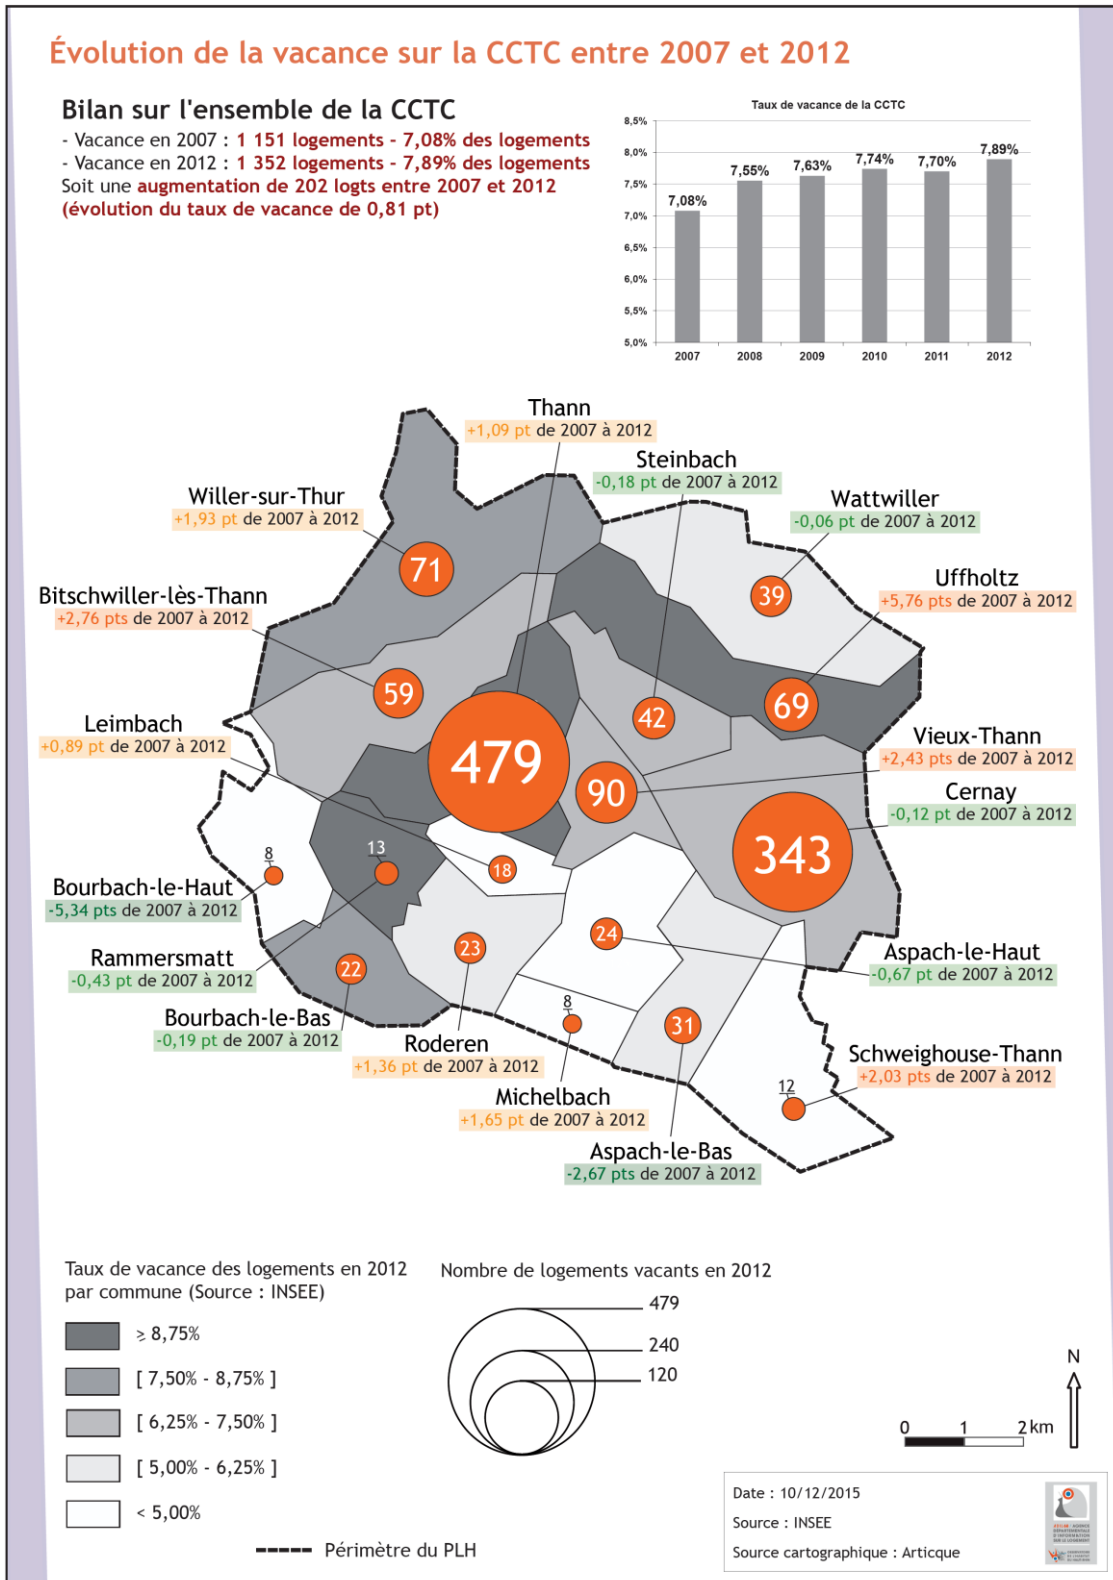 Évolution de la vacance sur la CCTC entre 2007 et 2012
Bilan sur l'ensemble de la CCTC
- Vacance en 2007 : 1 151 logements - 7,08% des logements
- Vacance en 2012 : 1 352 logements - 7,89% des logements
Soit une augmentation de 202 logts entre 2007 et 2012
(évolution du taux de vacance de 0,81 pt)
Taux de vacance de la CCTC
8,5%
8,0%
7,5%
7,0%
6,5%
6,0%
5,5%
5,0%
7,08%
7,55%
7,63%
7,74%
7,70%
7,89%
2007
2008
2009
2010
2011
2012
Thann
+1,09 pt de 2007 à 2012
Steinbach
-0,18 pt de 2007 à 2012
Willer-sur-Thur
+1,93 pt de 2007 à 2012
Wattwiller
-0,06 pt de 2007 à 2012
71
39
Bitschwiller-lès-Thann
+2,76 pts de 2007 à 2012
Uffholtz
+5,76 pts de 2007 à 2012
59
42
69
Leimbach
+0,89 pt de 2007 à 2012
479
90
Vieux-Thann
+2,43 pts de 2007 à 2012
Cernay
-0,12 pt de 2007 à 2012
343
8
13
18
Bourbach-le-Haut
-5,34 pts de 2007 à 2012
24
23
22
Rammersmatt
-0,43 pt de 2007 à 2012
Aspach-le-Haut
-0,67 pt de 2007 à 2012
8
31
Bourbach-le-Bas
-0,19 pt de 2007 à 2012
Roderen
+1,36 pt de 2007 à 2012
Schweighouse-Thann
+2,03 pts de 2007 à 2012
12
Michelbach
+1,65 pt de 2007 à 2012
Aspach-le-Bas
-2,67 pts de 2007 à 2012
Taux de vacance des logements en 2012
par commune (Source : INSEE)
≥ 8,75%
[ 7,50% - 8,75% ]
[ 6,25% - 7,50% ]
[ 5,00% - 6,25% ]
< 5,00%
Nombre de logements vacants en 2012
479
240
120
Périmètre du PLH
N
0 1 2 km
Date : 10/12/2015
Source : INSEE
Source cartographique : Articque